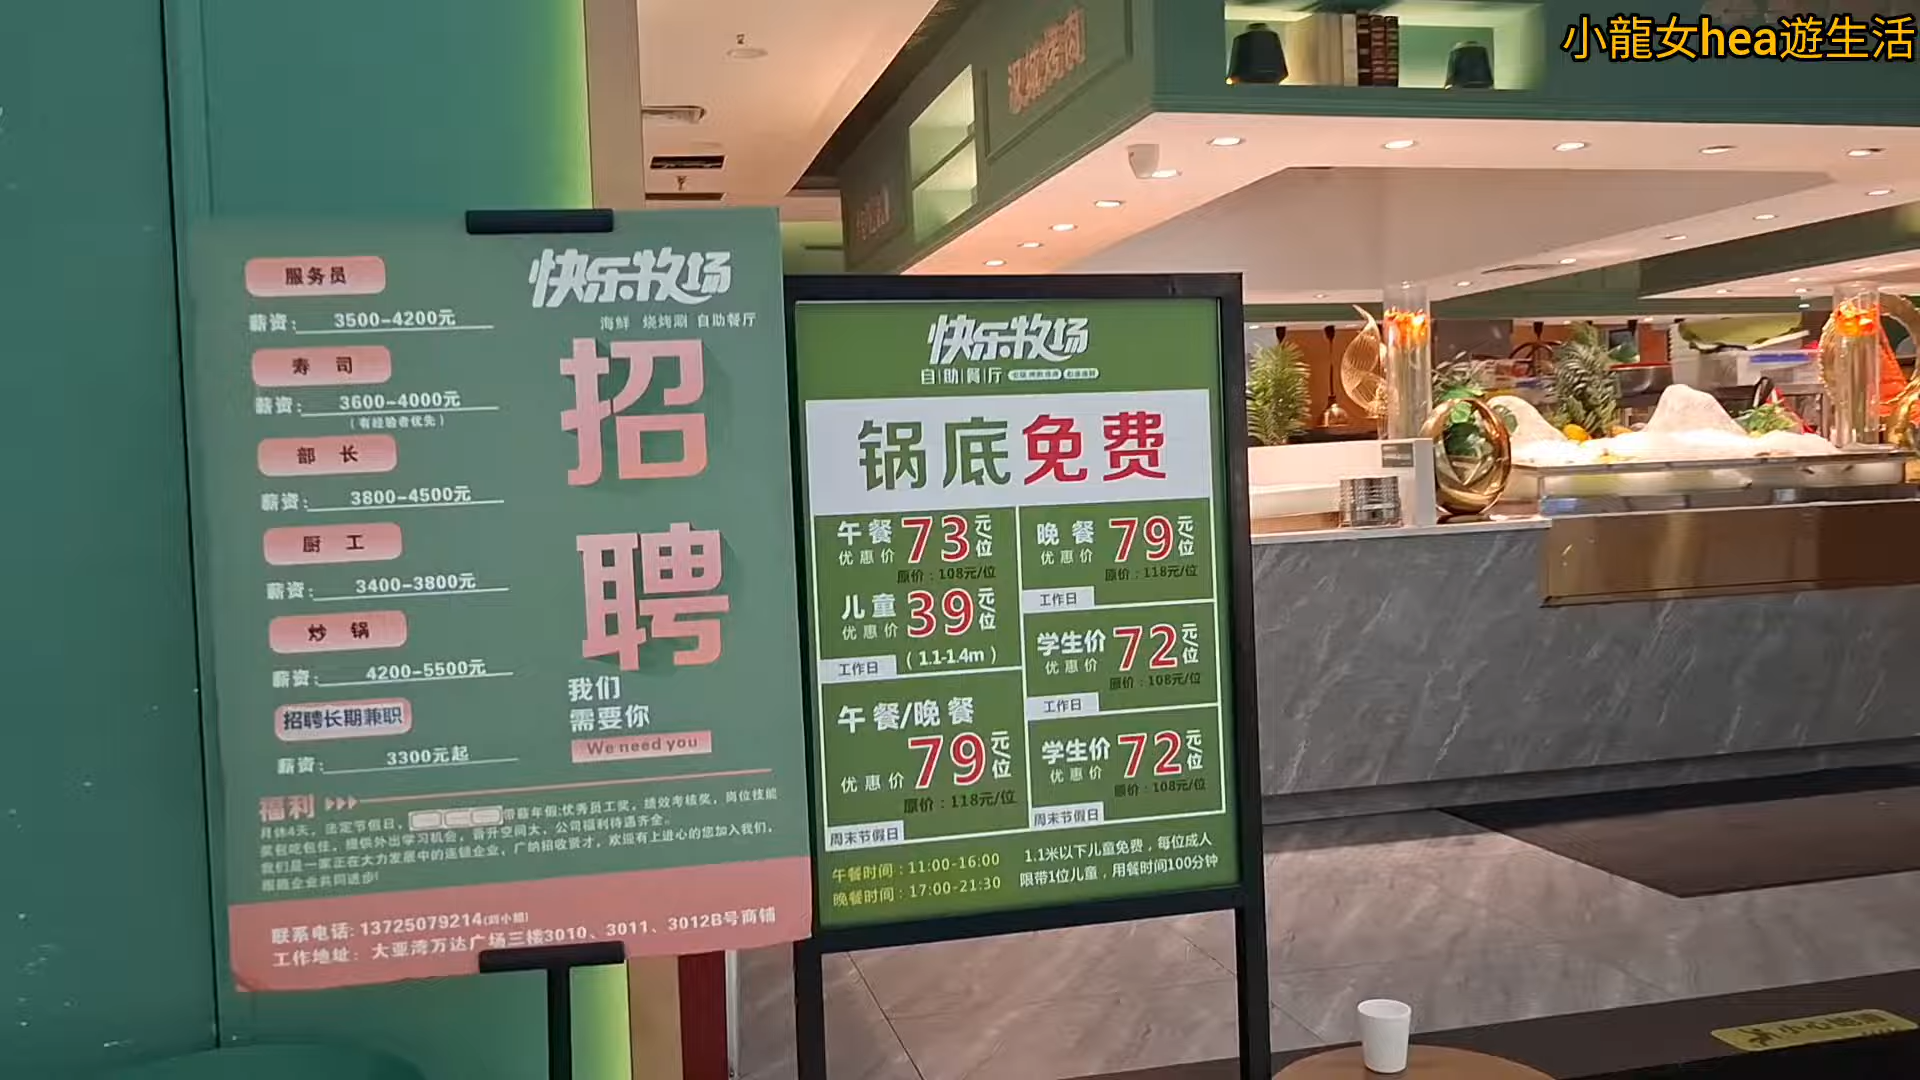 小龍女hea遊生活
快乐牧场
海鲜 烧烤涮 自助餐厅
招聘
我们
需要你
We need you
服务员
薪资: 3500-4200元
寿 司
薪资: 3600-4000元
(有经验者优先)
部 长
薪资: 3800-4500元
厨 工
薪资: 3400-3800元
炒 锅
薪资: 4200-5500元
招聘长期兼职
薪资: 3300元起
福利
月休4天, 法定节假日, 带薪年假;优秀员工奖, 绩效考核奖, 岗位技能
奖包吃包住, 提供外出学习机会, 晋升空间大, 公司福利待遇齐全。
我们是一家正在大力发展中的连锁企业, 广纳招收贤才, 欢迎有上进心的您加入我们,
跟随企业共同进步!
联系电话: 13725079214(刘小姐)
工作地址: 大亚湾万达广场三楼3010、3011、3012B号商铺
快乐牧场
自助餐厅
锅底免费
午餐 优惠价 73元/位
原价:108元/位
儿童 优惠价 39元/位
(1.1-1.4m)
工作日
晚餐 优惠价 79元/位
原价:118元/位
工作日
学生价 优惠价 72元/位
原价:108元/位
工作日
午餐/晚餐
优惠价 79元/位
原价:118元/位
周末节假日
学生价 优惠价 72元/位
原价:108元/位
周末节假日
午餐时间:11:00-16:00
晚餐时间:17:00-21:30
1.1米以下儿童免费,每位成人
限带1位儿童,用餐时间100分钟